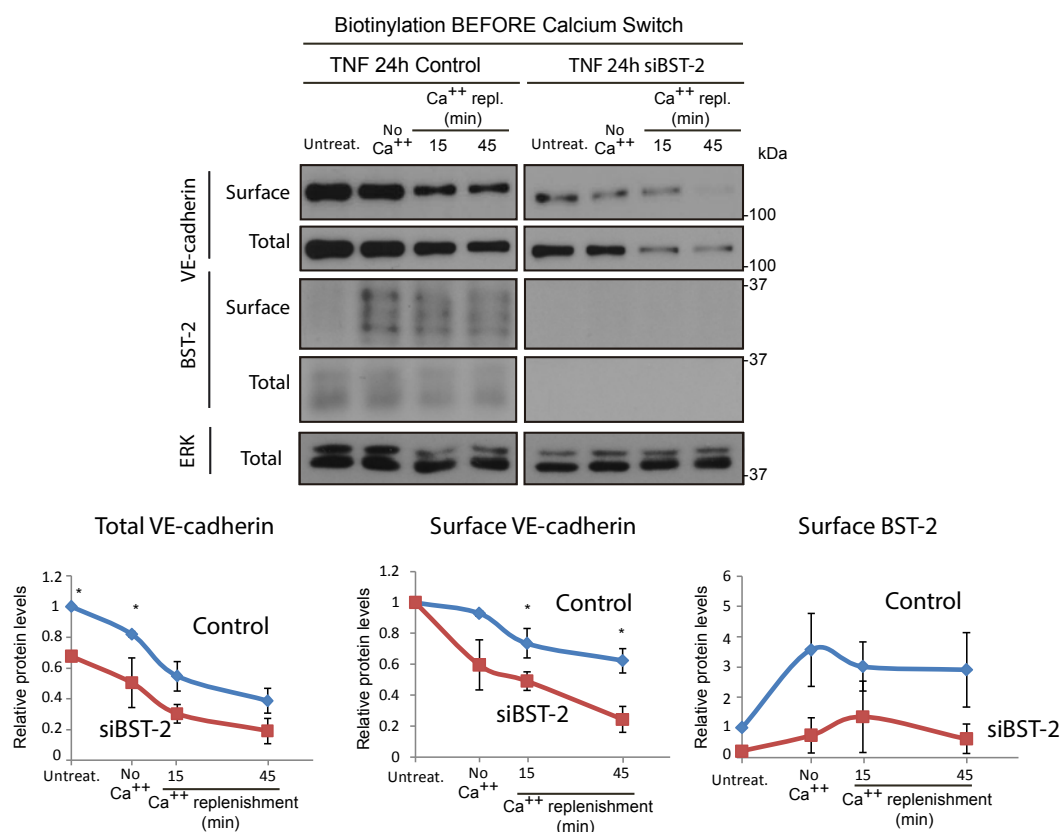 Biotinylation BEFORE Calcium Switch
TNF 24h Control
TNF 24h siBST-2
Ca++ repl.
(min)
Ca++ repl.
(min)
Untreat.
No
Ca++
15
45
Untreat.
No
Ca++
15
45
kDa
VE-cadherin
Surface
100
Total
100
BST-2
Surface
37
Total
37
ERK
Total
37
Total VE-cadherin
Relative protein levels
1.2
1
0.8
0.6
0.4
0.2
0
*
*
Control
siBST-2
Untreat.
No
Ca++
15
45
Ca++ replenishment
(min)
Surface VE-cadherin
Relative protein levels
1.2
1
0.8
0.6
0.4
0.2
0
*
*
Control
siBST-2
Untreat.
No
Ca++
15
45
Ca++ replenishment
(min)
Surface BST-2
Relative protein levels
6
5
4
3
2
1
0
Control
siBST-2
Untreat.
No
Ca++
15
45
Ca++ replenishment
(min)